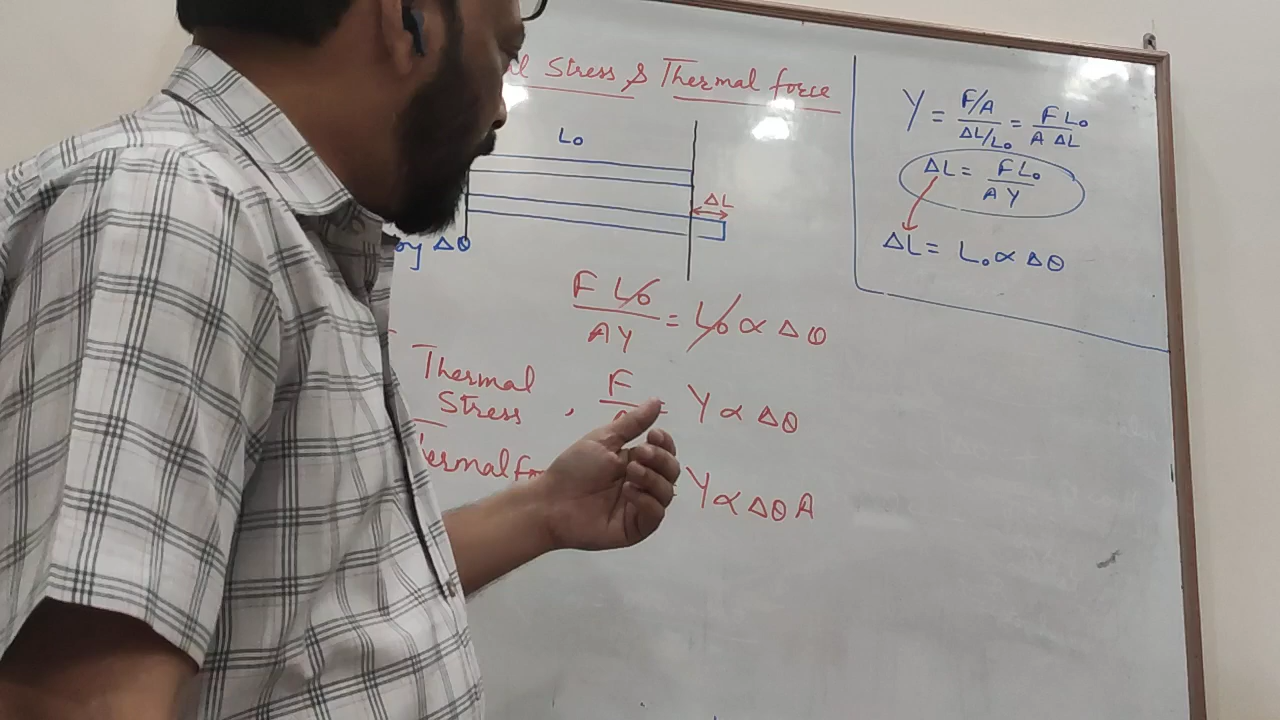 Stress & Thermal force
L₀
ΔL
by Δθ
F L₀ / A Y = L₀ α Δθ
Thermal Stress, F/ = Y α Δθ
= Y α Δθ A
Y = (F/A) / (ΔL/L₀) = F L₀ / A ΔL
ΔL = F L₀ / A Y
ΔL = L₀ α Δθ